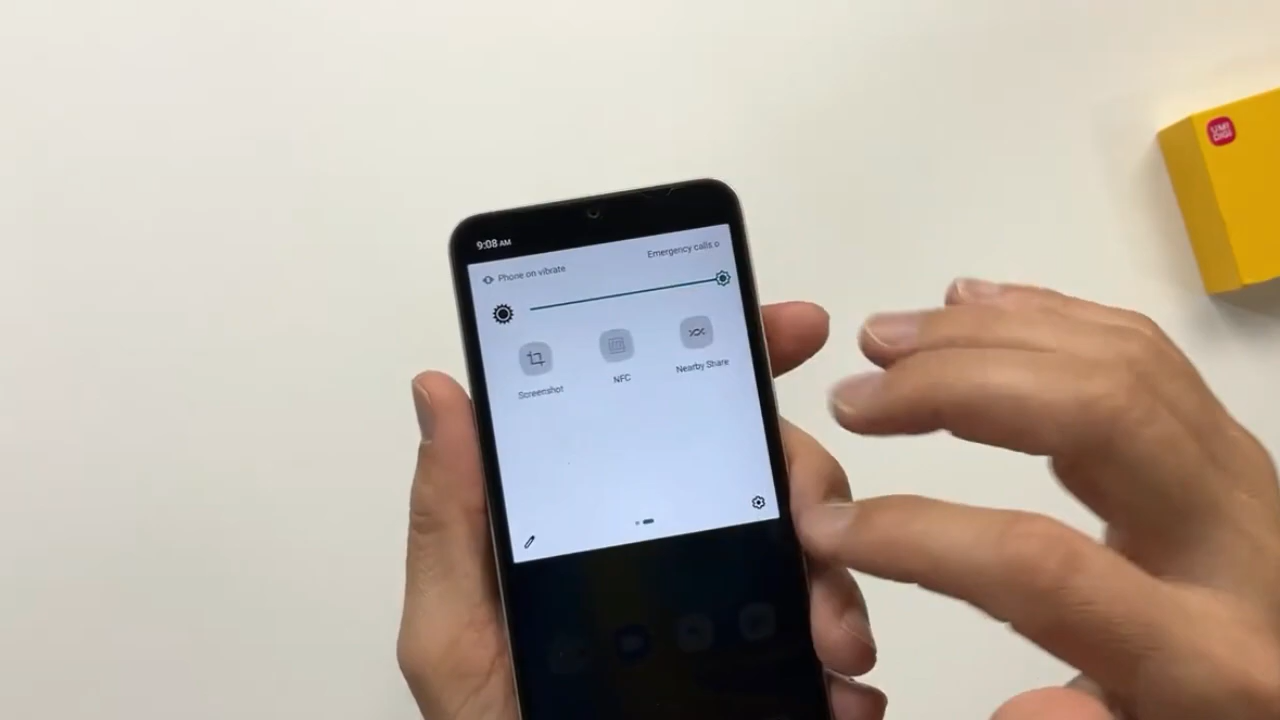 9:08 AM
Phone on vibrate
Emergency calls o
Screenshot
NFC
Nearby Share
UMI
DIGI